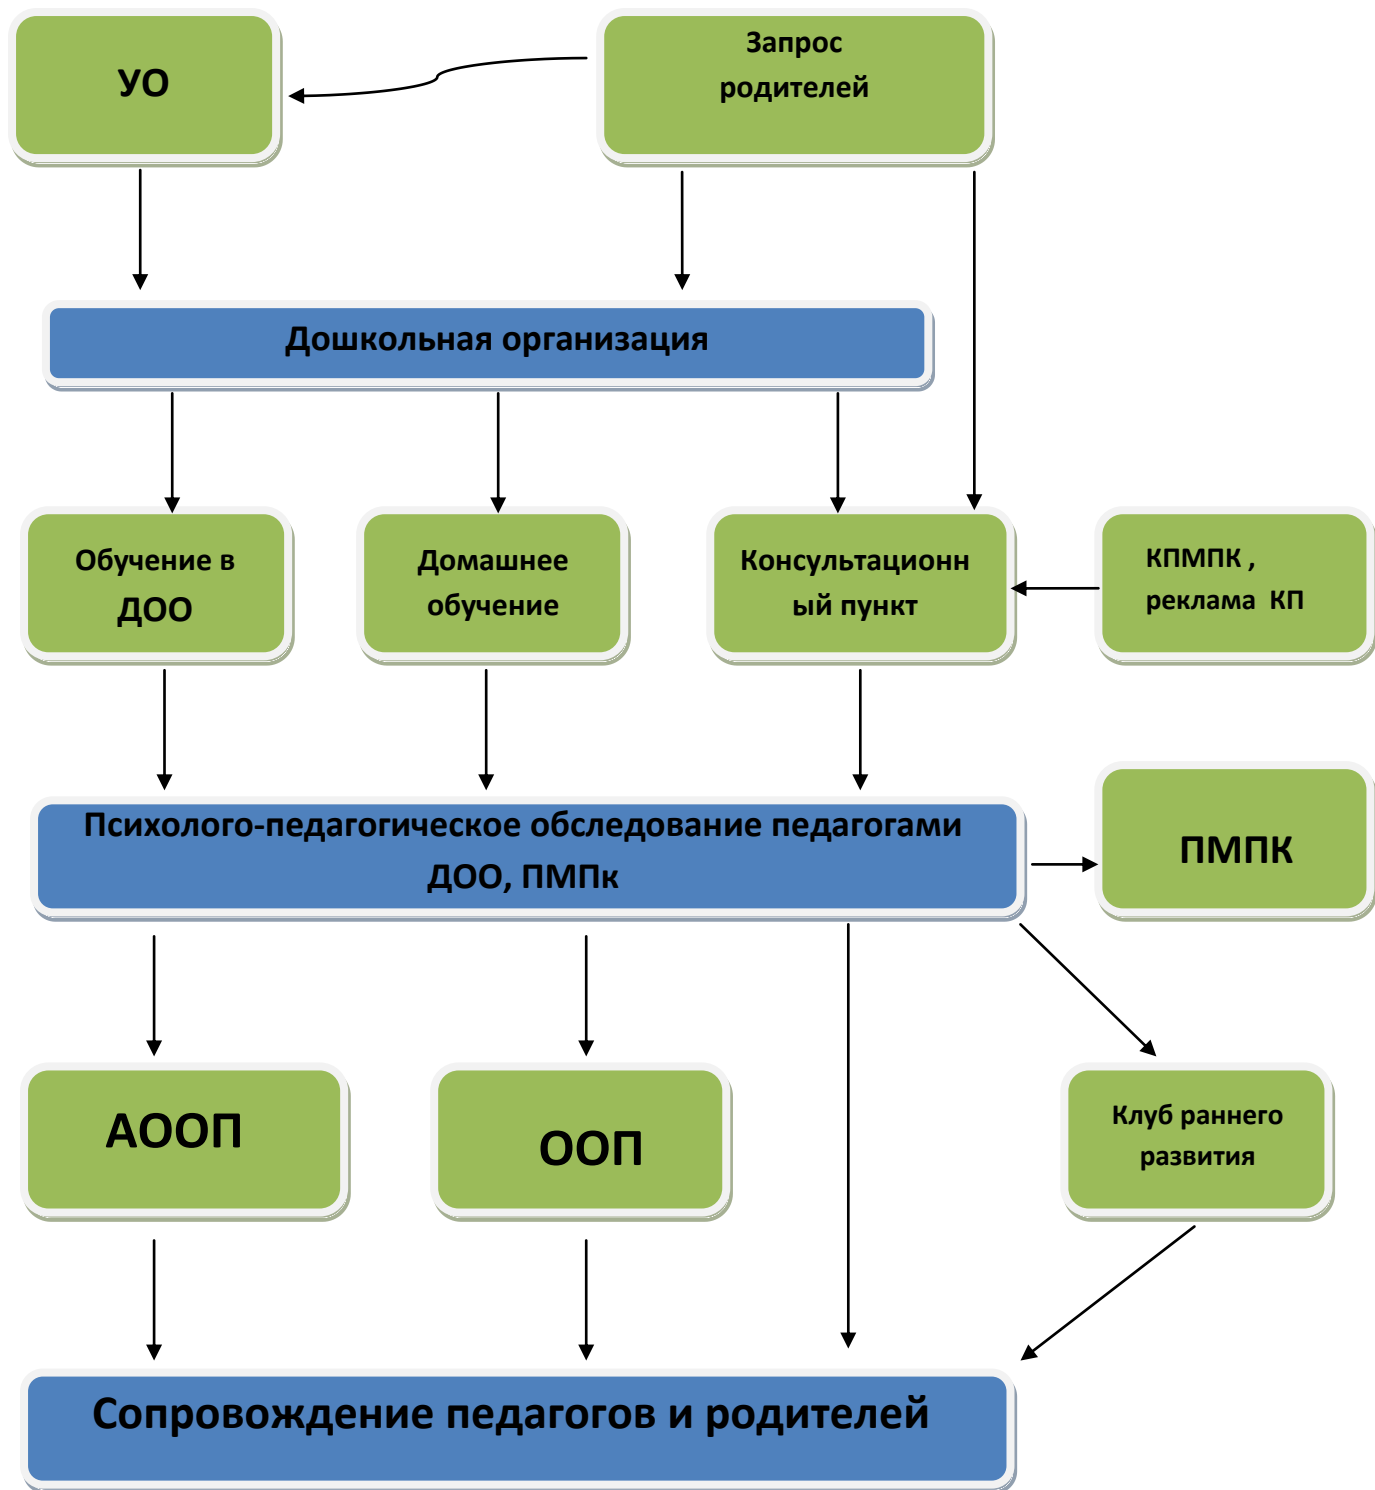 УО
Запрос
родителей
Дошкольная организация
Обучение в
ДОО
Домашнее
обучение
Консультационн
ый пункт
КПМПК ,
реклама КП
Психолого-педагогическое обследование педагогами
ДОО, ПМПк
ПМПК
АООП
ООП
Клуб раннего
развития
Сопровождение педагогов и родителей